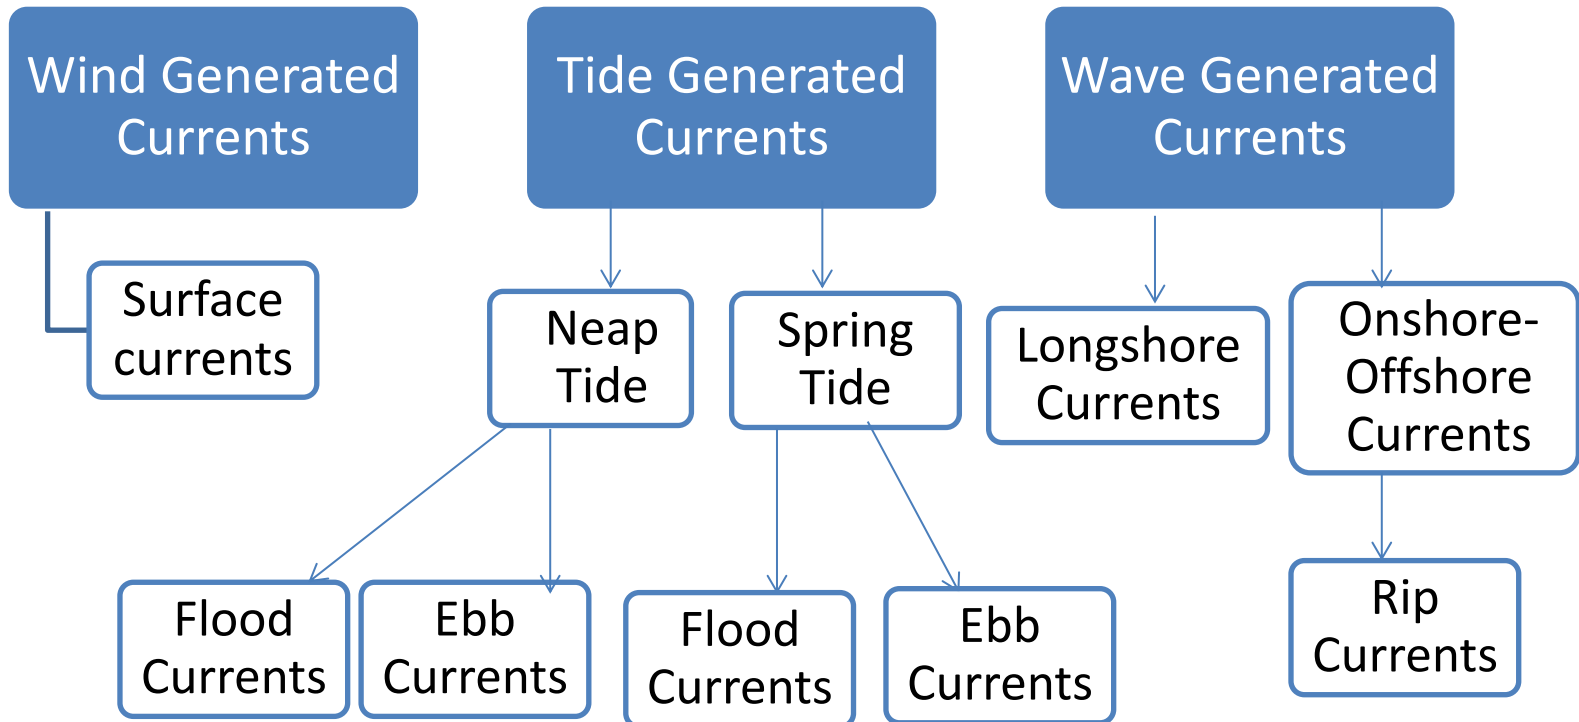 Wind Generated
Currents
Tide Generated
Currents
Wave Generated
Currents
Surface
currents
Neap
Tide
Spring
Tide
Longshore
Currents
Onshore-
Offshore
Currents
Flood
Currents
Ebb
Currents
Flood
Currents
Ebb
Currents
Rip
Currents